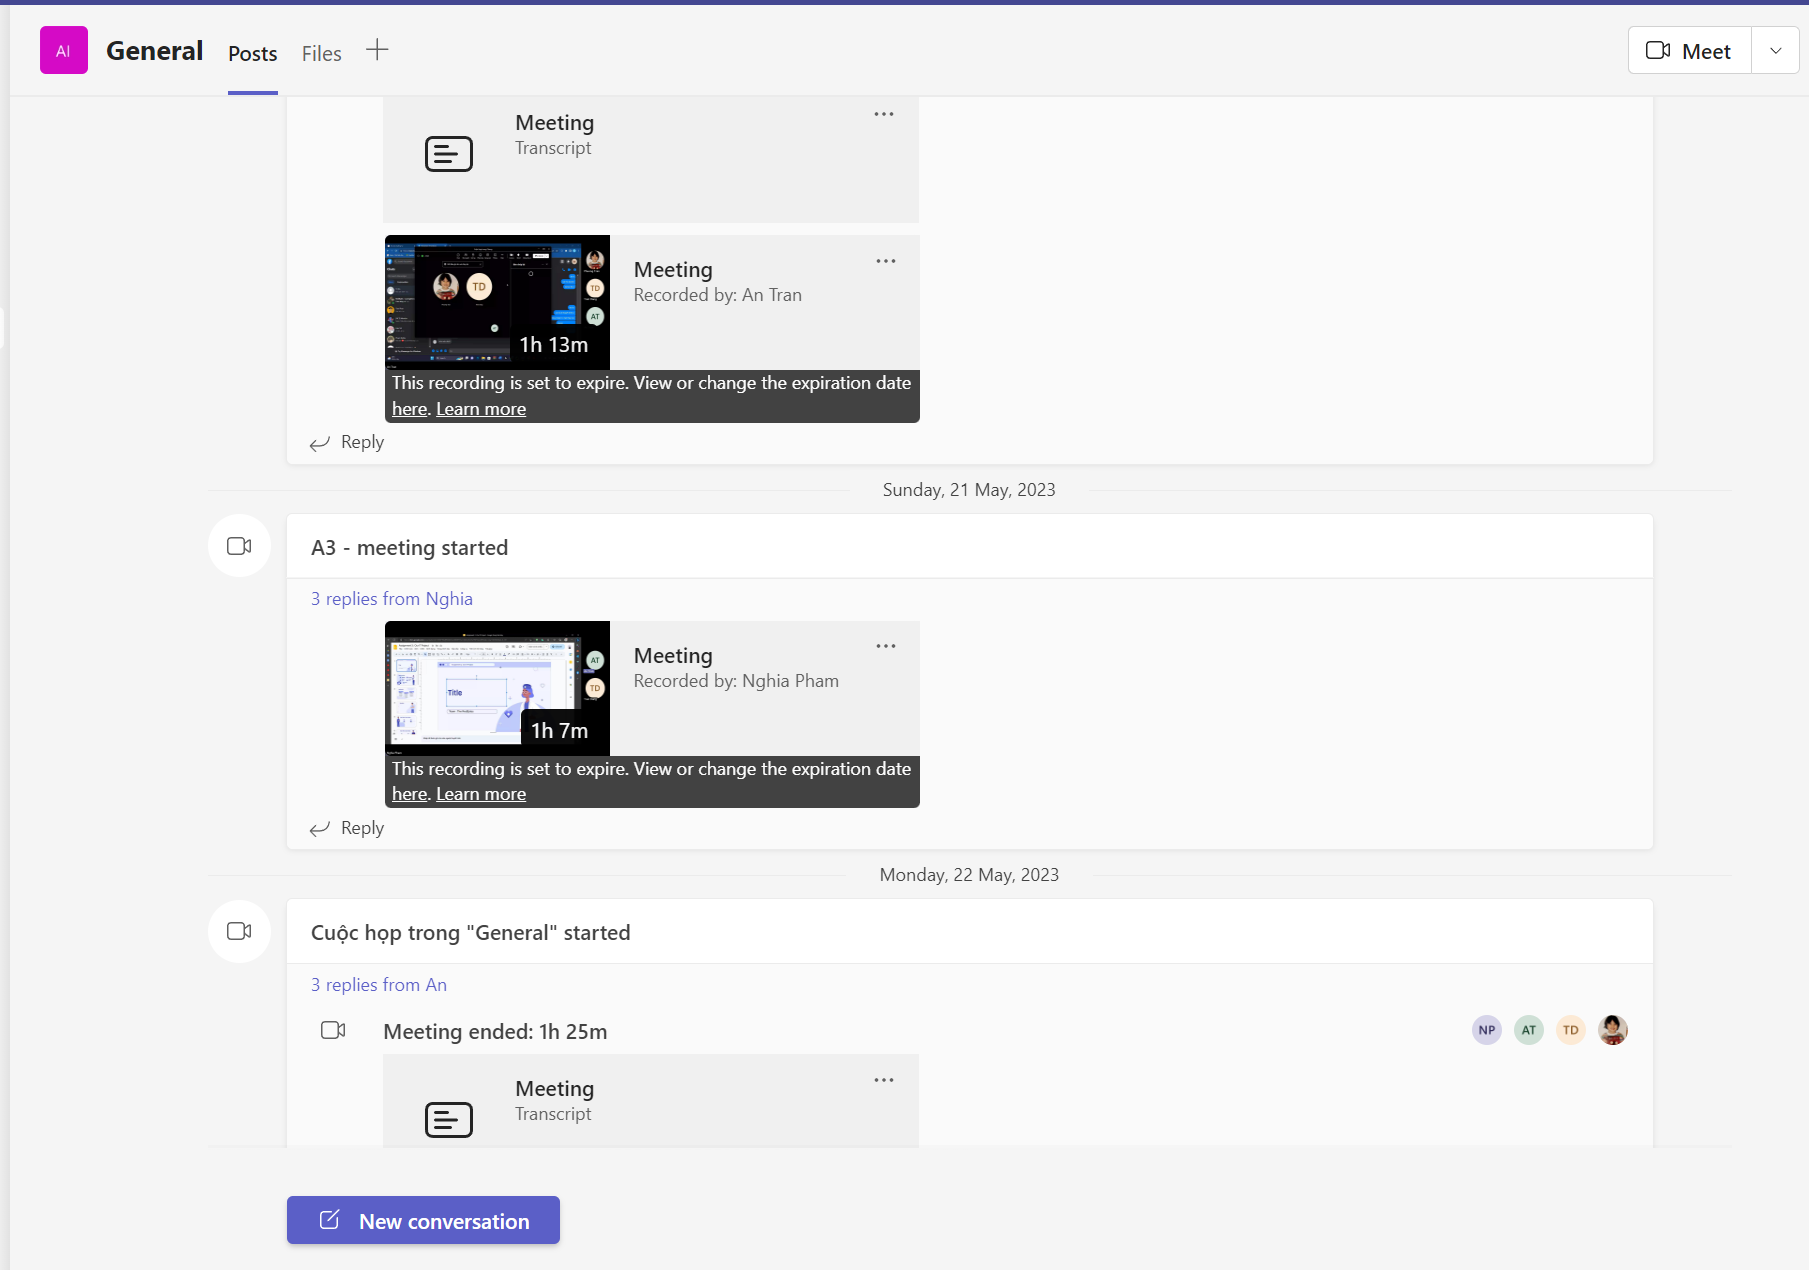 AI
General
Posts
Files
Meet
Meeting
Transcript
TD
TD
AT
1h 13m
Meeting
Recorded by: An Tran
This recording is set to expire. View or change the expiration date
here. Learn more
Reply
Sunday, 21 May, 2023
A3 - meeting started
3 replies from Nghia
Title
AT
TD
1h 7m
Meeting
Recorded by: Nghia Pham
This recording is set to expire. View or change the expiration date
here. Learn more
Reply
Monday, 22 May, 2023
Cuộc họp trong "General" started
3 replies from An
Meeting ended: 1h 25m
NP
AT
TD
Meeting
Transcript
New conversation